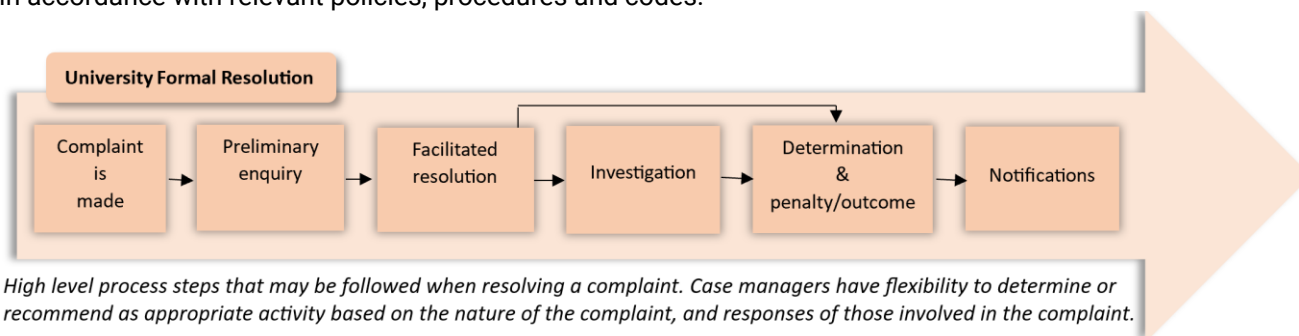 in accordance with relevant policies, procedures and codes.
University Formal Resolution
Complaint
is
made
Preliminary
enquiry
Facilitated
resolution
Investigation
Determination
&
penalty/outcome
Notifications
High level process steps that may be followed when resolving a complaint. Case managers have flexibility to determine or
recommend as appropriate activity based on the nature of the complaint, and responses of those involved in the complaint.